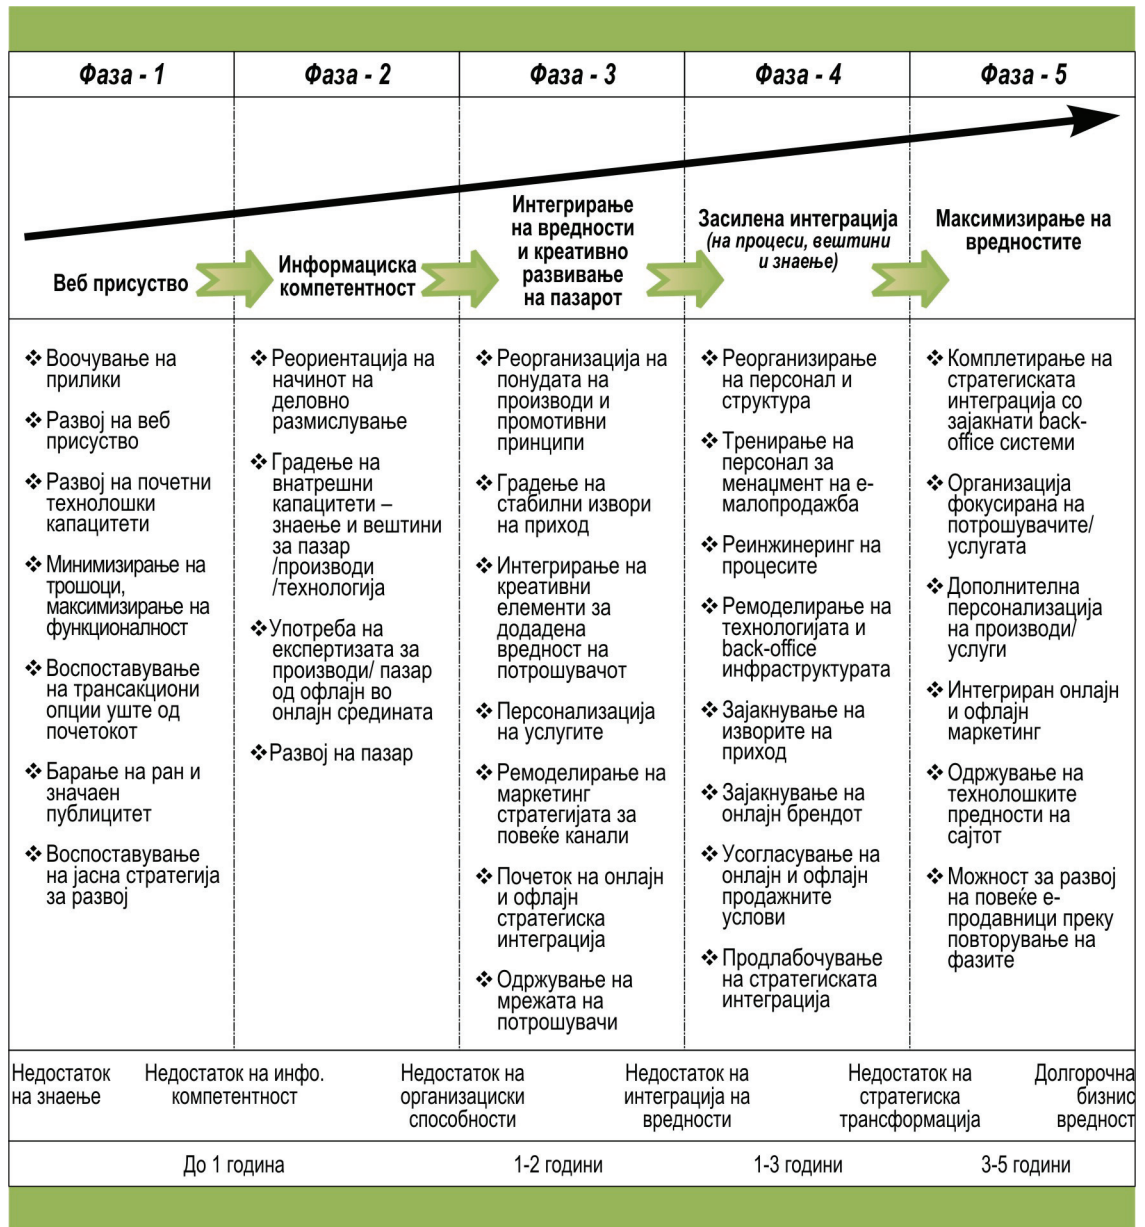 Фаза - 1
Фаза - 2
Фаза - 3
Фаза - 4
Фаза - 5
Веб присуство
Информациска
компетентност
Интегрирање
на вредности
и креативно
развивање
на пазарот
Засилена интеграција
(на процеси, вештини
и знаење)
Максимизирање на
вредностите
❖ Воочување на
прилики
❖ Развој на веб
присуство
❖ Развој на почетни
технолошки
капацитети
❖ Минимизирање на
трошоци,
максимизирање на
функционалност
❖ Воспоставување
на трансакциони
опции уште од
почетокот
❖ Барање на ран и
значаен
публицитет
❖ Воспоставување
на јасна стратегија
за развој
❖ Реориентација на
начинот на
деловно
размислување
❖ Градење на
внатрешни
капацитети –
знаење и вештини
за пазар
/производи
/технологија
❖Употреба на
експертизата за
производи/ пазар
од офлајн во
онлајн средината
❖Развој на пазар
❖ Реорганизација на
понудата на
производи и
промотивни
принципи
❖ Градење на
стабилни извори
на приход
❖ Интегрирање на
креативни
елементи за
додадена
вредност на
потрошувачот
❖ Персонализација
на услугите
❖ Ремоделирање на
маркетинг
стратегијата за
повеќе канали
❖ Почеток на онлајн
и офлајн
стратегиска
интеграција
❖ Одржување на
мрежата на
потрошувачи
❖ Реорганизирање
на персонал и
структура
❖ Тренирање на
персонал за
менаџмент на е-
малопродажба
❖ Реинжинеринг на
процесите
❖ Ремоделирање на
технологијата и
back-office
инфраструктурата
❖ Зајакнување на
изворите на
приход
❖ Зајакнување на
онлајн брендот
❖ Усогласување на
онлајн и офлајн
продажните
услови
❖ Продлабочување
на стратегиската
интеграција
❖ Комплетирање на
стратегиската
интеграција со
зајакнати back-
office системи
❖ Организација
фокусирана на
потрошувачите/
услугата
❖ Дополнителна
персонализација
на производи/
услуги
❖ Интегриран онлајн
и офлајн
маркетинг
❖ Одржување на
технолошките
предности на
сајтот
❖ Можност за развој
на повеќе е-
продавници преку
повторување на
фазите
Недостаток
на знаење
Недостаток на инфо.
компетентност
Недостаток на
организациски
способности
Недостаток на
интеграција на
вредности
Недостаток на
стратегиска
трансформација
Долгорочна
бизнис
вредност
До 1 година
1-2 години
1-3 години
3-5 години